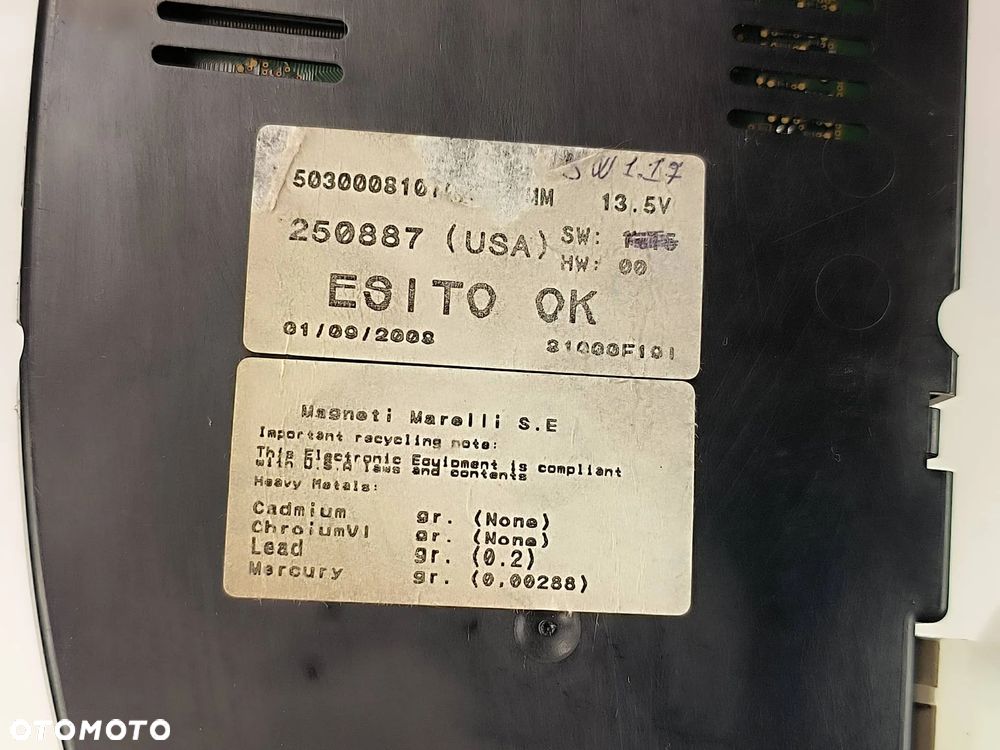 SW 1.17
5030008101 MM 13.5V
250887 (USA) SW:
HW: 00
ESITO OK
01/09/2008 81000F101
Magneti Marelli S.E
Important recycling note:
This Electronic Equipment is compliant
with U.S.A laws and contents
Heavy Metals:
Cadmium gr. (None)
ChroiumVI gr. (None)
Lead gr. (0.2)
Mercury gr. (0,00288)
OTOMOTO